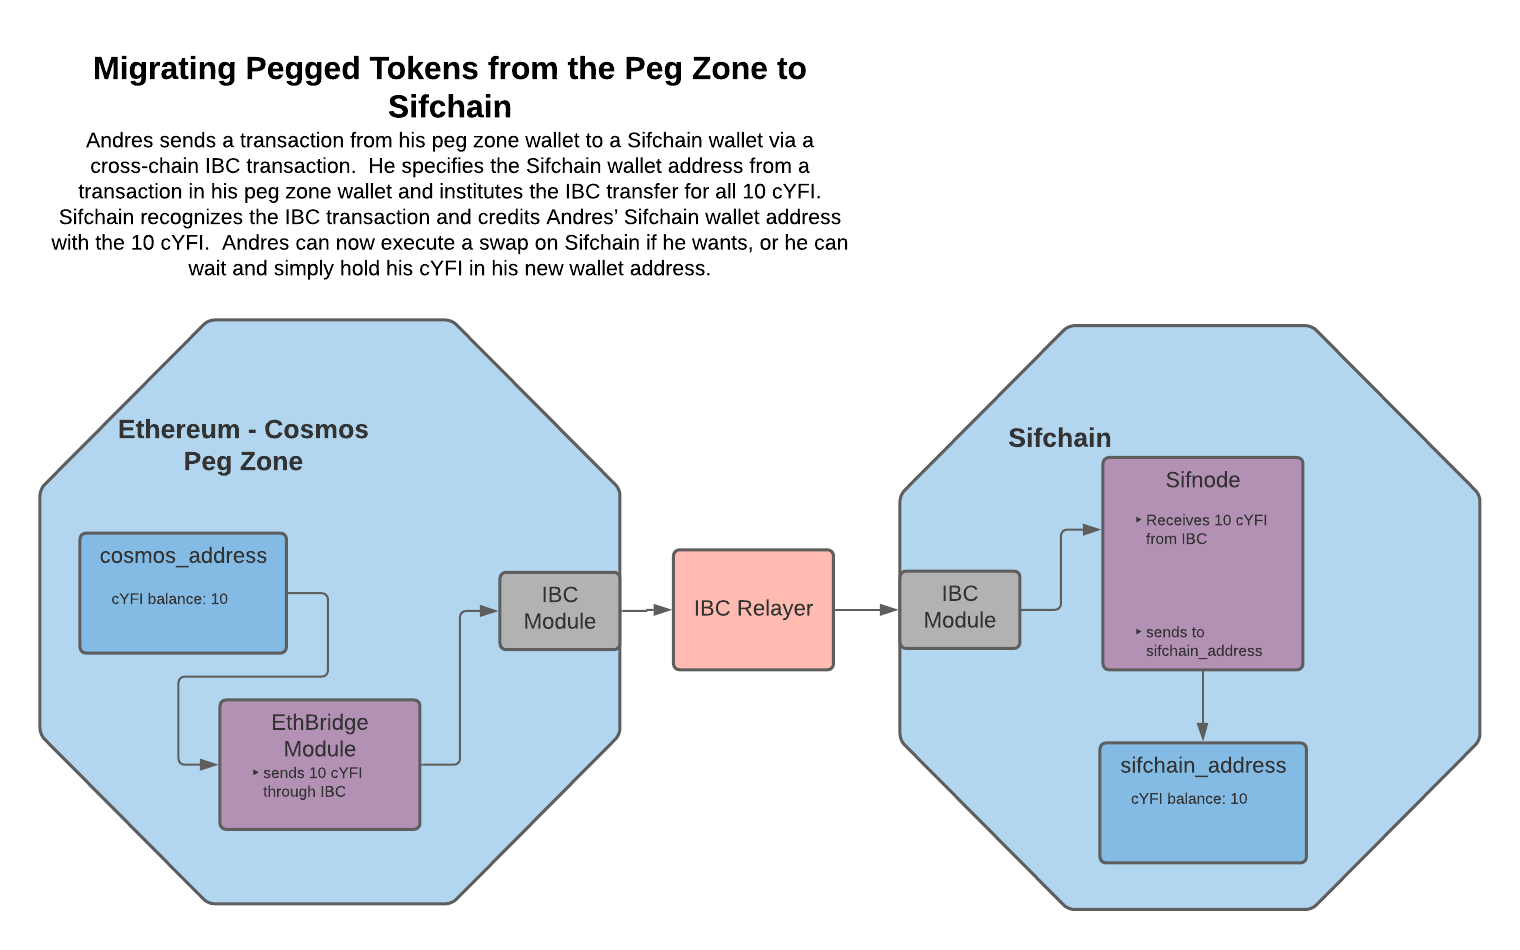 Migrating Pegged Tokens from the Peg Zone to
Sifchain
Andres sends a transaction from his peg zone wallet to a Sifchain wallet via a
cross-chain IBC transaction.  He specifies the Sifchain wallet address from a
transaction in his peg zone wallet and institutes the IBC transfer for all 10 cYFI.
Sifchain recognizes the IBC transaction and credits Andres’ Sifchain wallet address
with the 10 cYFI.  Andres can now execute a swap on Sifchain if he wants, or he can
wait and simply hold his cYFI in his new wallet address.
Ethereum - Cosmos
Peg Zone
cosmos_address
cYFI balance: 10
EthBridge
Module
‣ sends 10 cYFI
through IBC
IBC
Module
IBC Relayer
Sifchain
IBC
Module
Sifnode
‣ Receives 10 cYFI
from IBC
‣ sends to
sifchain_address
sifchain_address
cYFI balance: 10